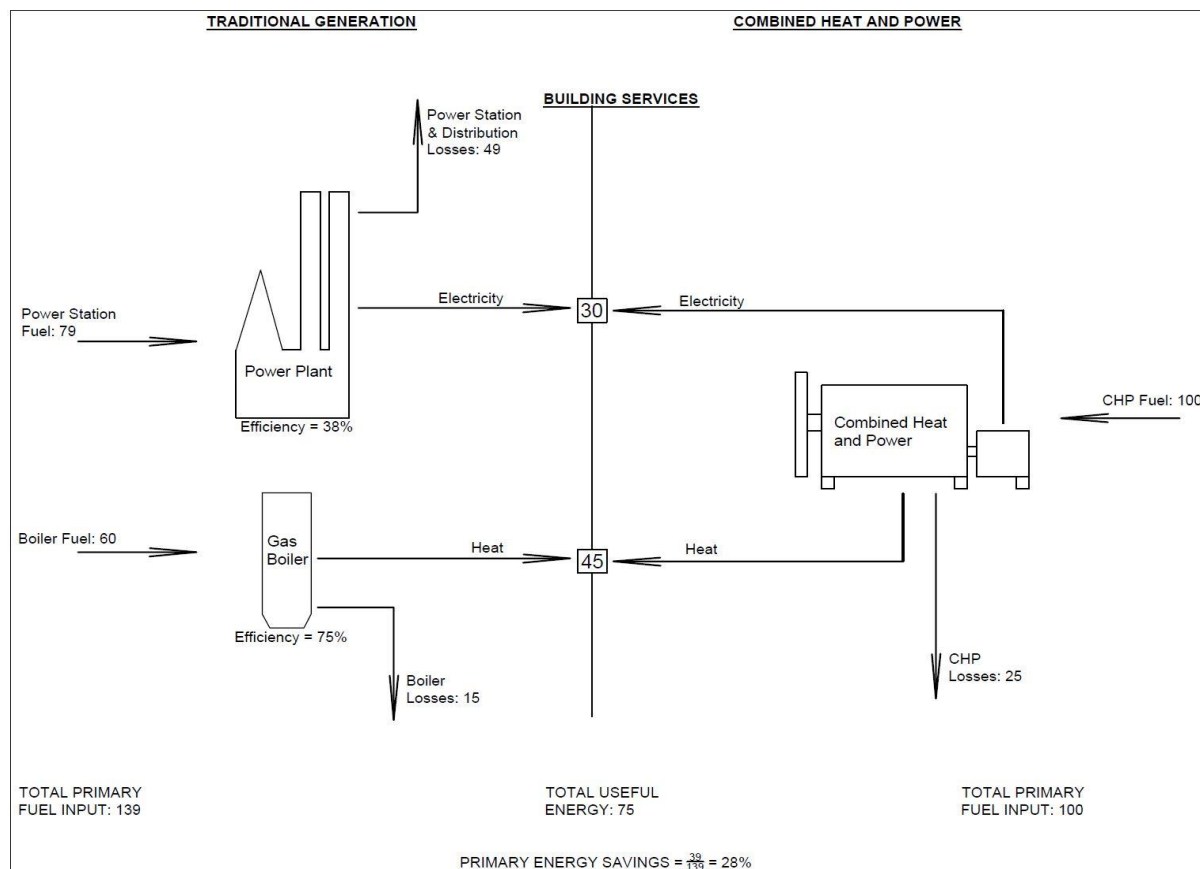 TRADITIONAL GENERATION
COMBINED HEAT AND POWER
BUILDING SERVICES
Power Station
& Distribution
Losses: 49
Electricity
30
Electricity
Power Station
Fuel: 79
Power Plant
Efficiency = 38%
CHP Fuel: 100
Combined Heat
and Power
Boiler Fuel: 60
Gas
Boiler
Heat
45
Heat
Efficiency = 75%
Boiler
Losses: 15
CHP
Losses: 25
TOTAL PRIMARY
FUEL INPUT: 139
TOTAL USEFUL
ENERGY: 75
TOTAL PRIMARY
FUEL INPUT: 100
PRIMARY ENERGY SAVINGS = 39/139 = 28%